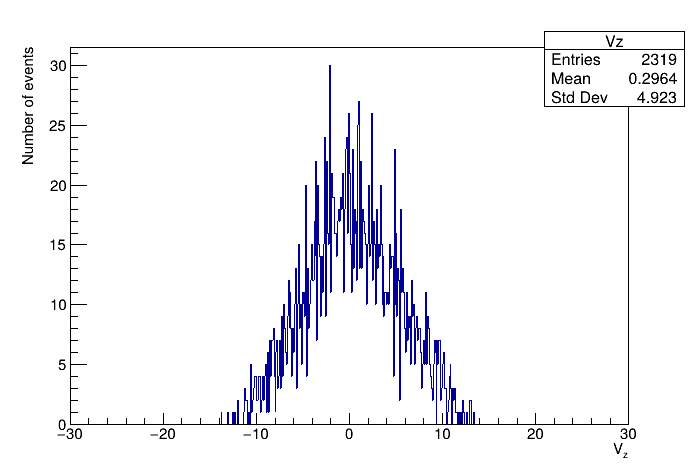 Vz
Entries 2319
Mean 0.2964
Std Dev 4.923
Number of events
30
25
20
15
10
5
0
−30 −20 −10 0 10 20 30
Vz